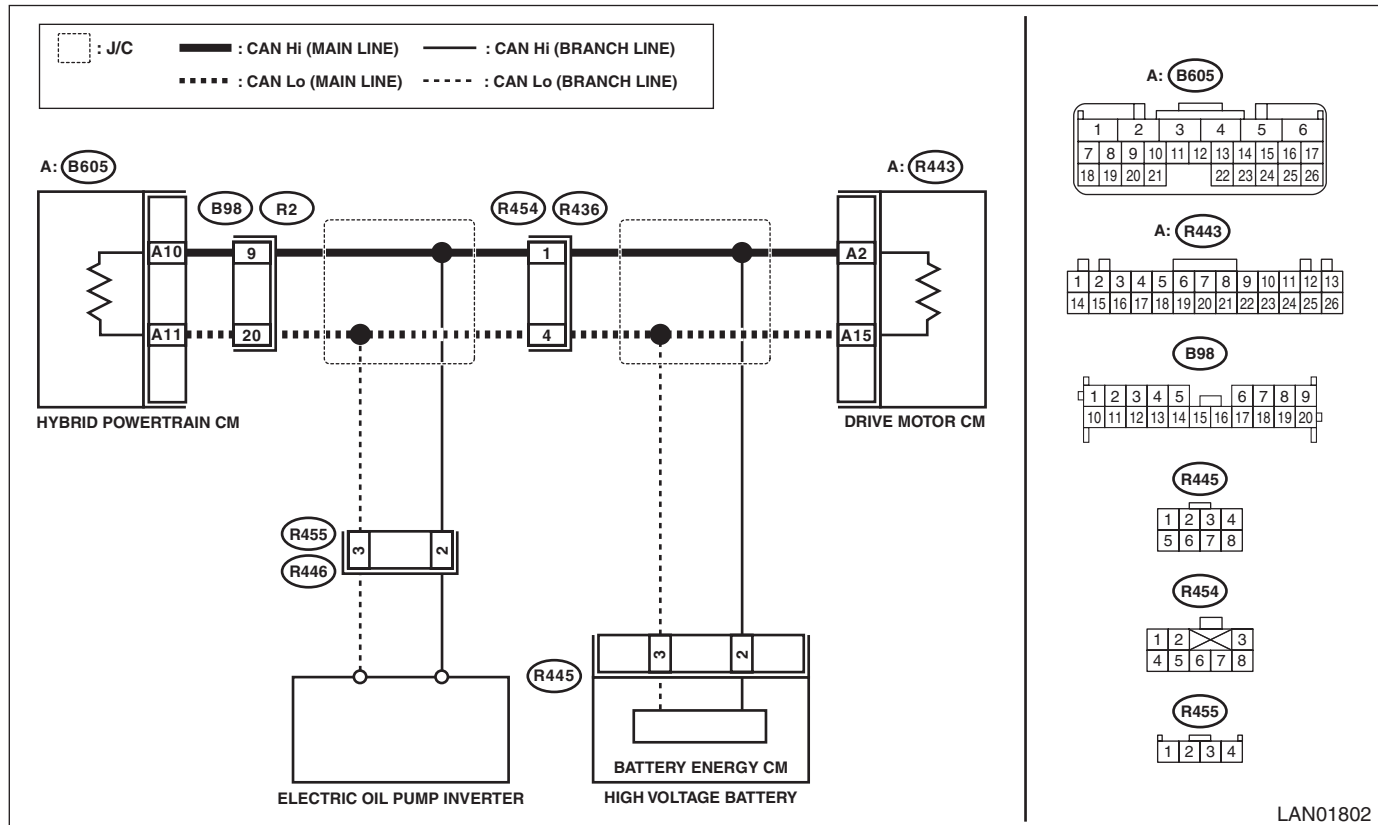 : J/C : CAN Hi (MAIN LINE) : CAN Hi (BRANCH LINE)
: CAN Lo (MAIN LINE) : CAN Lo (BRANCH LINE)
A: B605
A: R443
B98 R2
R454 R436
A10 9 1 A2
A11 20 4 A15
HYBRID POWERTRAIN CM
DRIVE MOTOR CM
R455
R446
3 2
R445
3 2
BATTERY ENERGY CM
ELECTRIC OIL PUMP INVERTER
HIGH VOLTAGE BATTERY
A: B605
1 2 3 4 5 6
7 8 9 10 11 12 13 14 15 16 17
18 19 20 21 22 23 24 25 26
A: R443
1 2 3 4 5 6 7 8 9 10 11 12 13
14 15 16 17 18 19 20 21 22 23 24 25 26
B98
1 2 3 4 5 6 7 8 9
10 11 12 13 14 15 16 17 18 19 20
R445
1 2 3 4
5 6 7 8
R454
1 2 3
4 5 6 7 8
R455
1 2 3 4
LAN01802